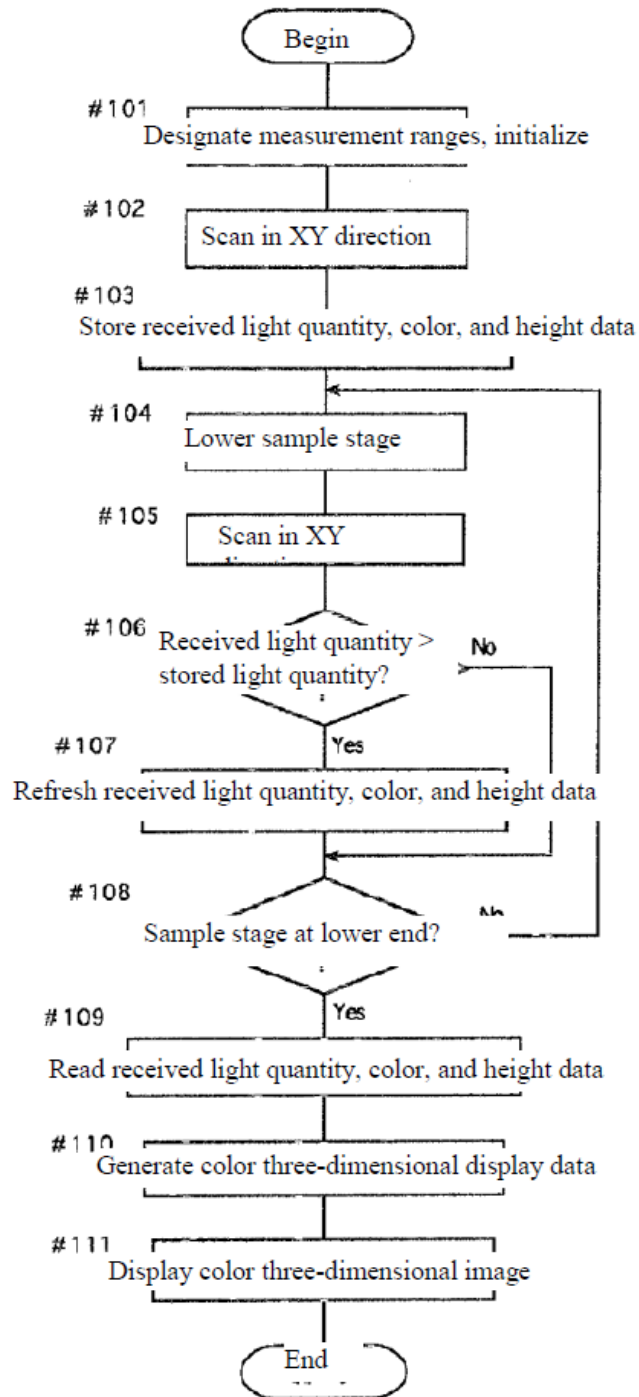 Begin
#101
Designate measurement ranges, initialize
#102
Scan in XY direction
#103
Store received light quantity, color, and height data
#104
Lower sample stage
#105
Scan in XY
#106
Received light quantity >
stored light quantity?
No
Yes
#107
Refresh received light quantity, color, and height data
#108
Sample stage at lower end?
No
Yes
#109
Read received light quantity, color, and height data
#110
Generate color three-dimensional display data
#111
Display color three-dimensional image
End